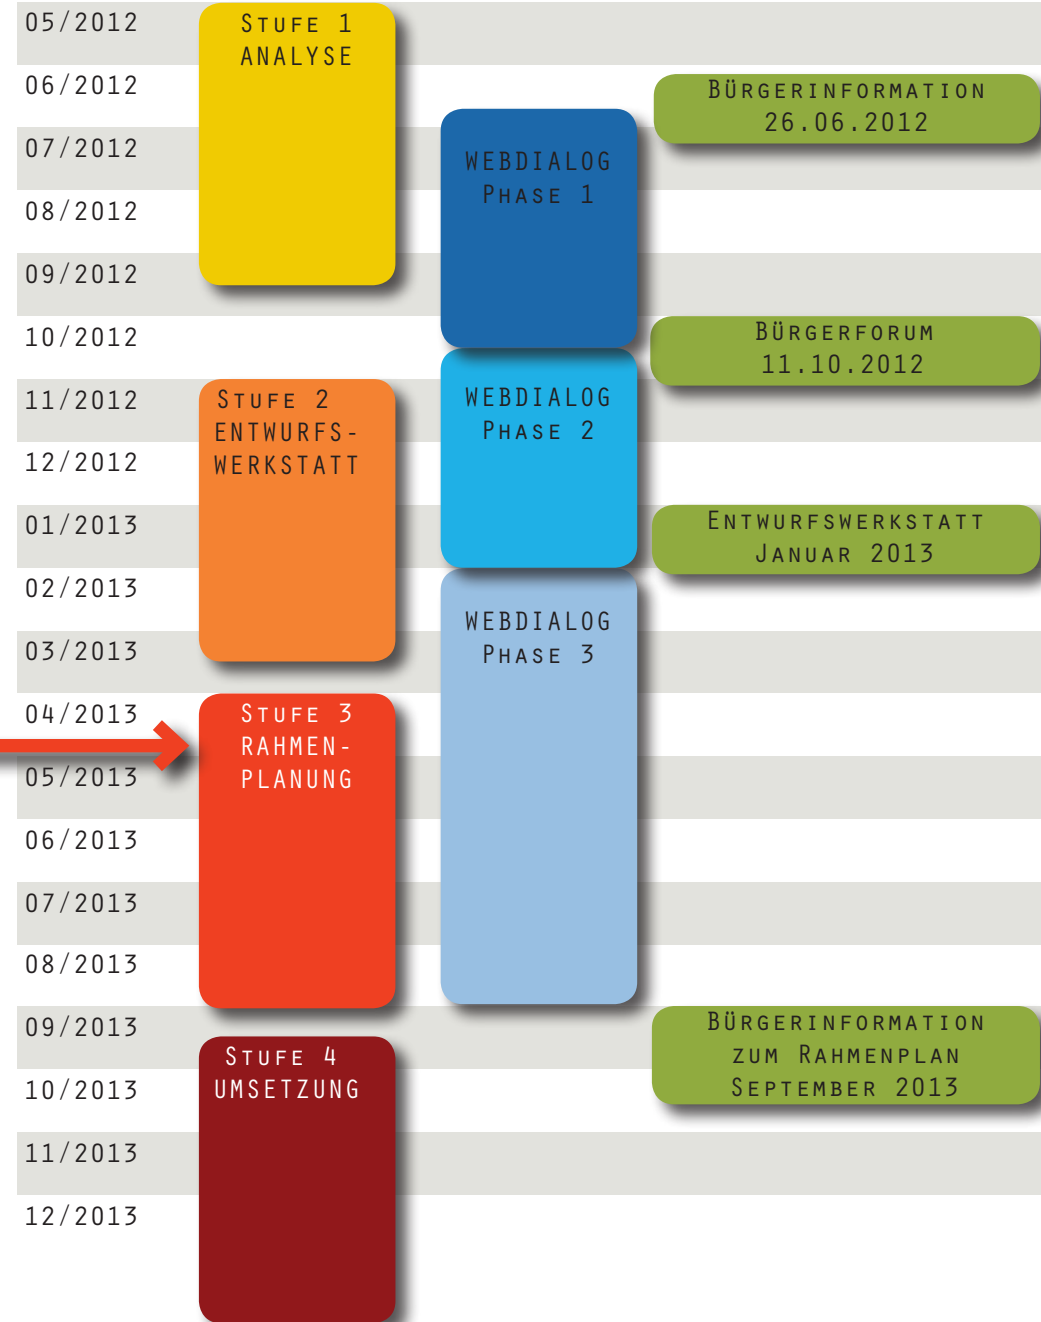 05/2012
06/2012
07/2012
08/2012
09/2012
10/2012
11/2012
12/2012
01/2013
02/2013
03/2013
04/2013
05/2013
06/2013
07/2013
08/2013
09/2013
10/2013
11/2013
12/2013
Stufe 1
ANALYSE
Stufe 2
ENTWURFS-
WERKSTATT
Stufe 3
RAHMEN-
PLANUNG
Stufe 4
UMSETZUNG
WEBDIALOG
Phase 1
WEBDIALOG
Phase 2
WEBDIALOG
Phase 3
Bürgerinformation
26.06.2012
Bürgerforum
11.10.2012
Entwurfswerkstatt
Januar 2013
Bürgerinformation
zum Rahmenplan
September 2013